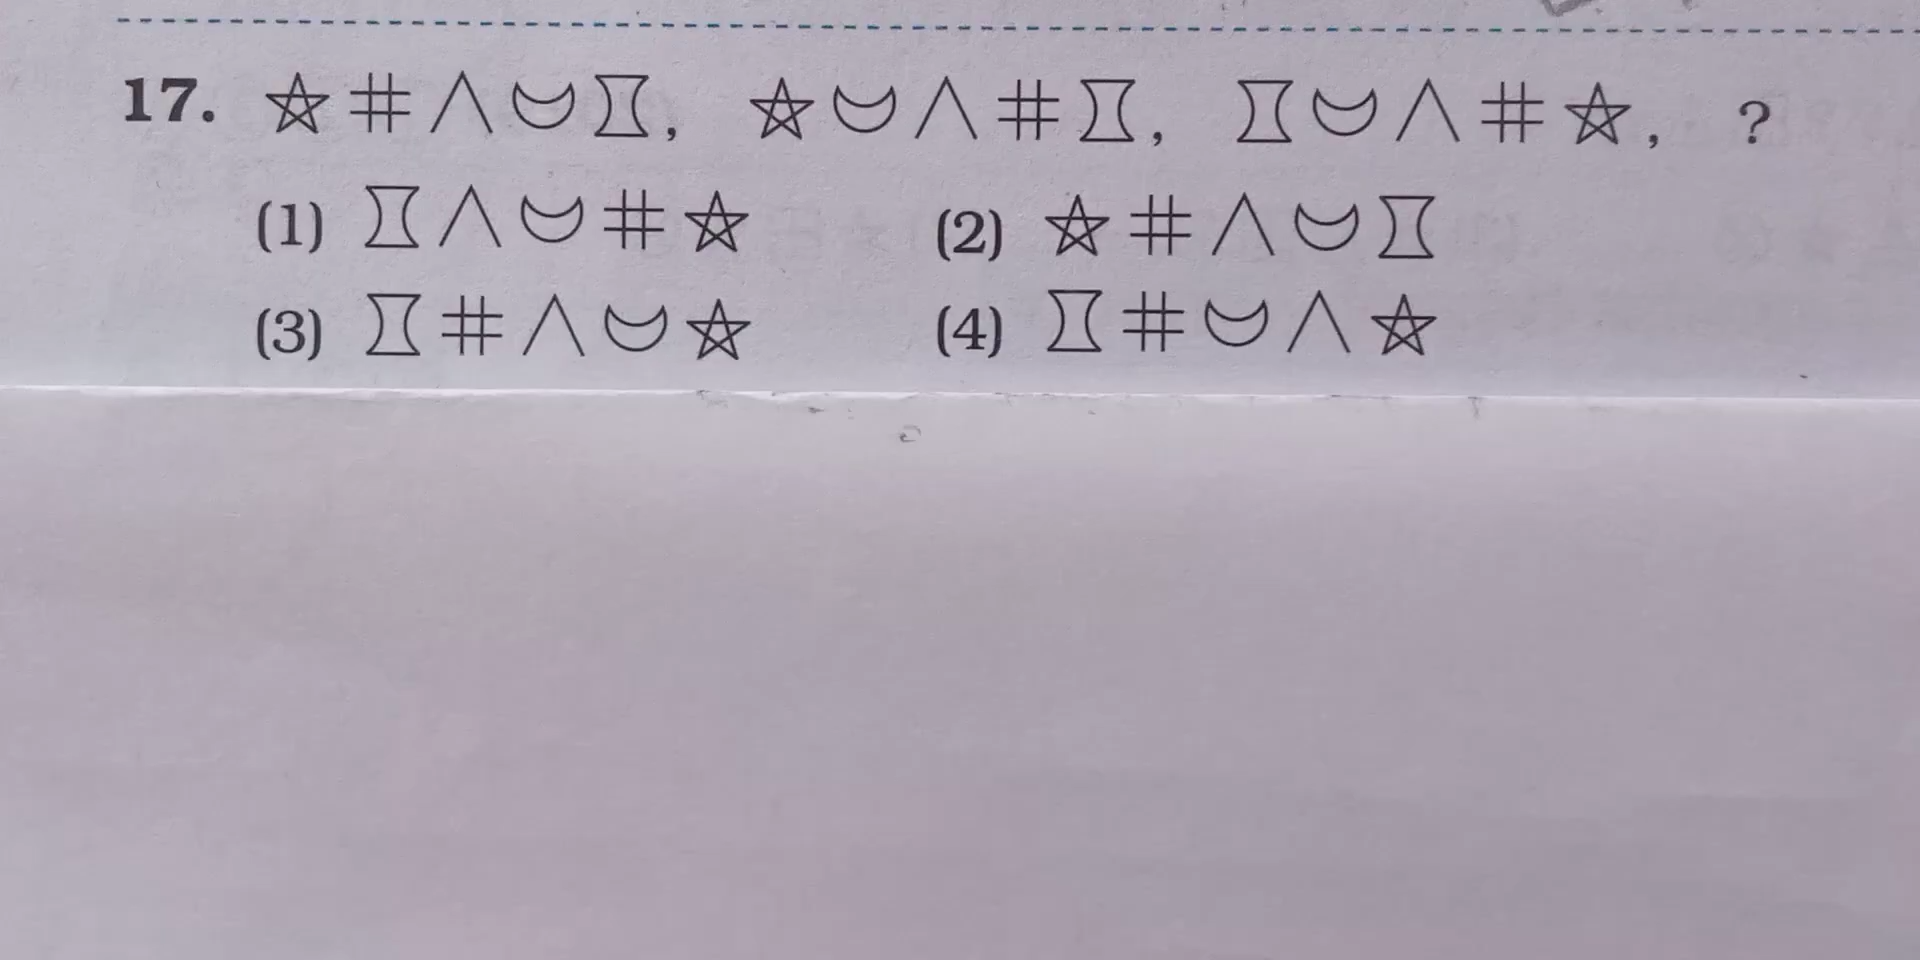 17. ☆ # ∧ ◡ ⌶, ☆ ◡ ∧ # ⌶, ⌶ ◡ ∧ # ☆, ?
(1) ⌶ ∧ ◡ # ☆ (2) ☆ # ∧ ◡ ⌶
(3) ⌶ # ∧ ◡ ☆ (4) ⌶ # ◡ ∧ ☆